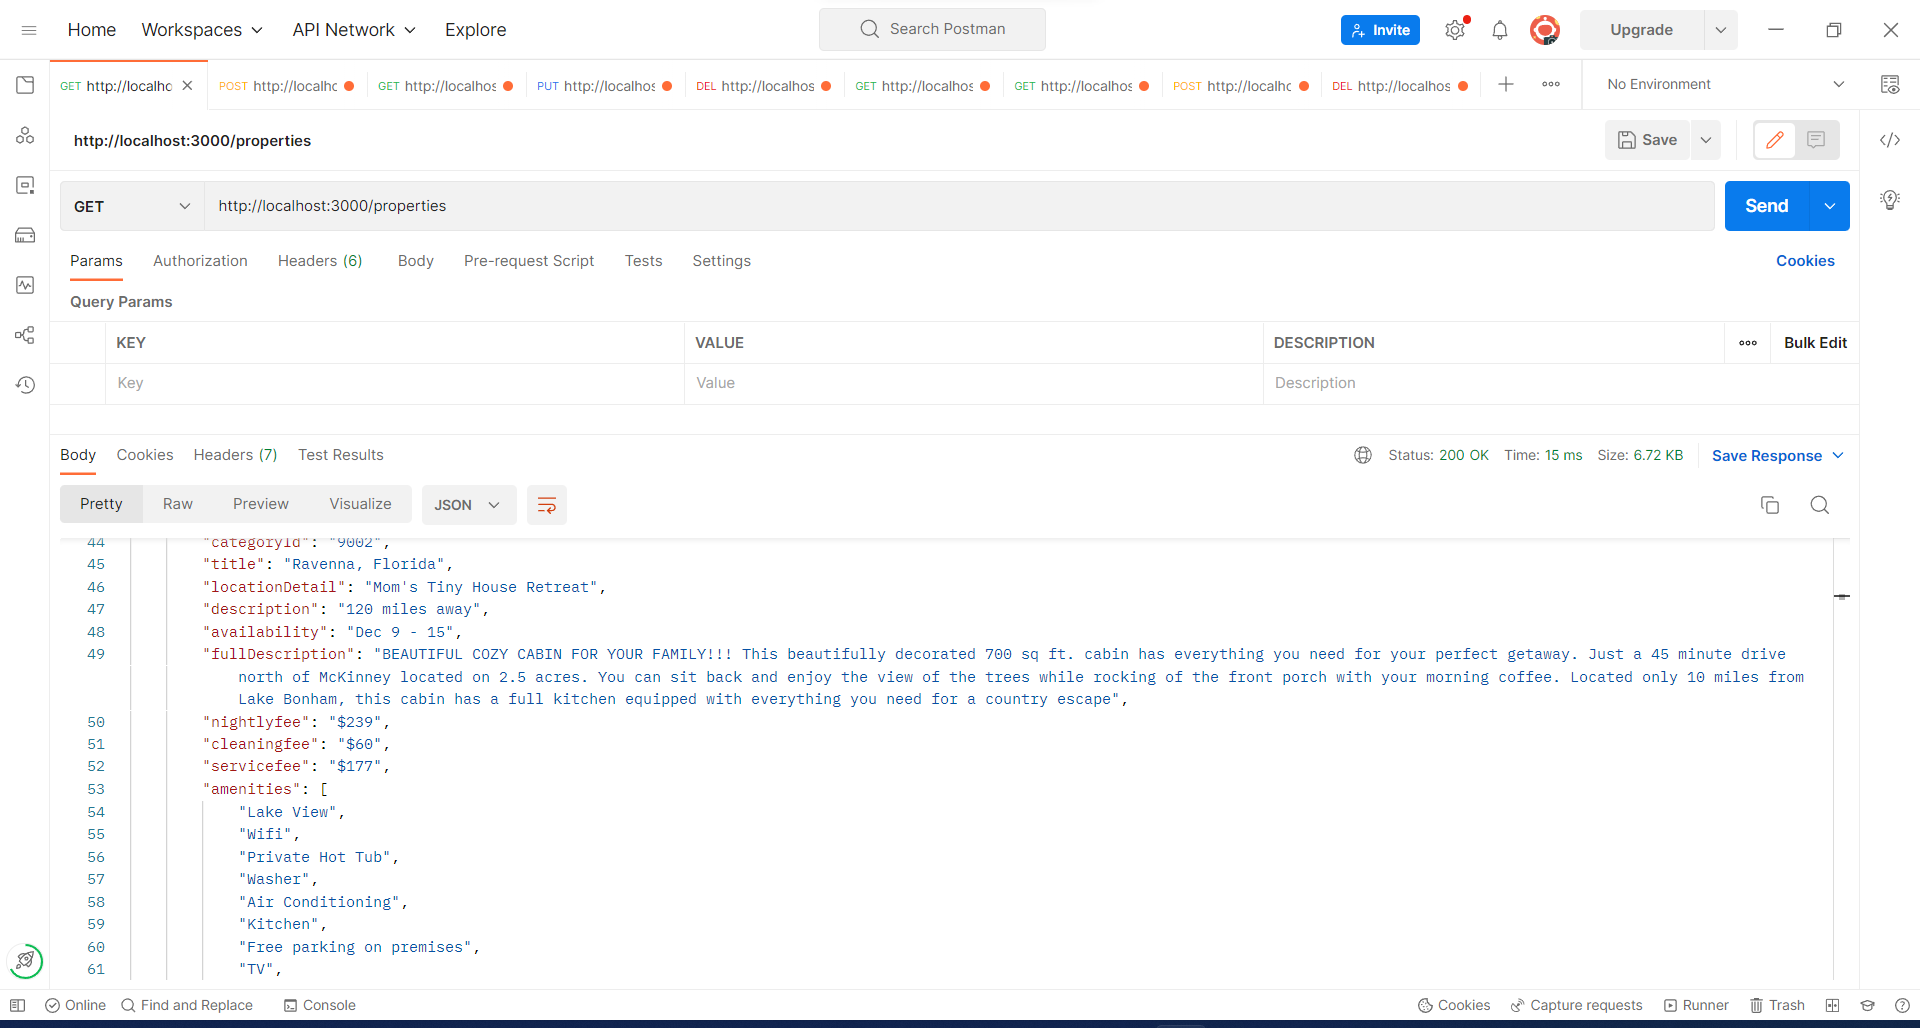 Home Workspaces API Network Explore Search Postman Invite Upgrade
GET http://localho POST http://localho GET http://localhos PUT http://localhos DEL http://localhos GET http://localhos GET http://localhos POST http://localho DEL http://localhos No Environment
http://localhost:3000/properties Save
GET http://localhost:3000/properties Send
Params Authorization Headers (6) Body Pre-request Script Tests Settings Cookies
Query Params
KEY VALUE DESCRIPTION Bulk Edit
Key Value Description
Body Cookies Headers (7) Test Results Status: 200 OK Time: 15 ms Size: 6.72 KB Save Response
Pretty Raw Preview Visualize JSON
44 "categoryId": "9002",
45 "title": "Ravenna, Florida",
46 "locationDetail": "Mom's Tiny House Retreat",
47 "description": "120 miles away",
48 "availability": "Dec 9 - 15",
49 "fullDescription": "BEAUTIFUL COZY CABIN FOR YOUR FAMILY!!! This beautifully decorated 700 sq ft. cabin has everything you need for your perfect getaway. Just a 45 minute drive
north of McKinney located on 2.5 acres. You can sit back and enjoy the view of the trees while rocking of the front porch with your morning coffee. Located only 10 miles from
Lake Bonham, this cabin has a full kitchen equipped with everything you need for a country escape",
50 "nightlyfee": "$239",
51 "cleaningfee": "$60",
52 "servicefee": "$177",
53 "amenities": [
54 "Lake View",
55 "Wifi",
56 "Private Hot Tub",
57 "Washer",
58 "Air Conditioning",
59 "Kitchen",
60 "Free parking on premises",
61 "TV",
Online Find and Replace Console Cookies Capture requests Runner Trash